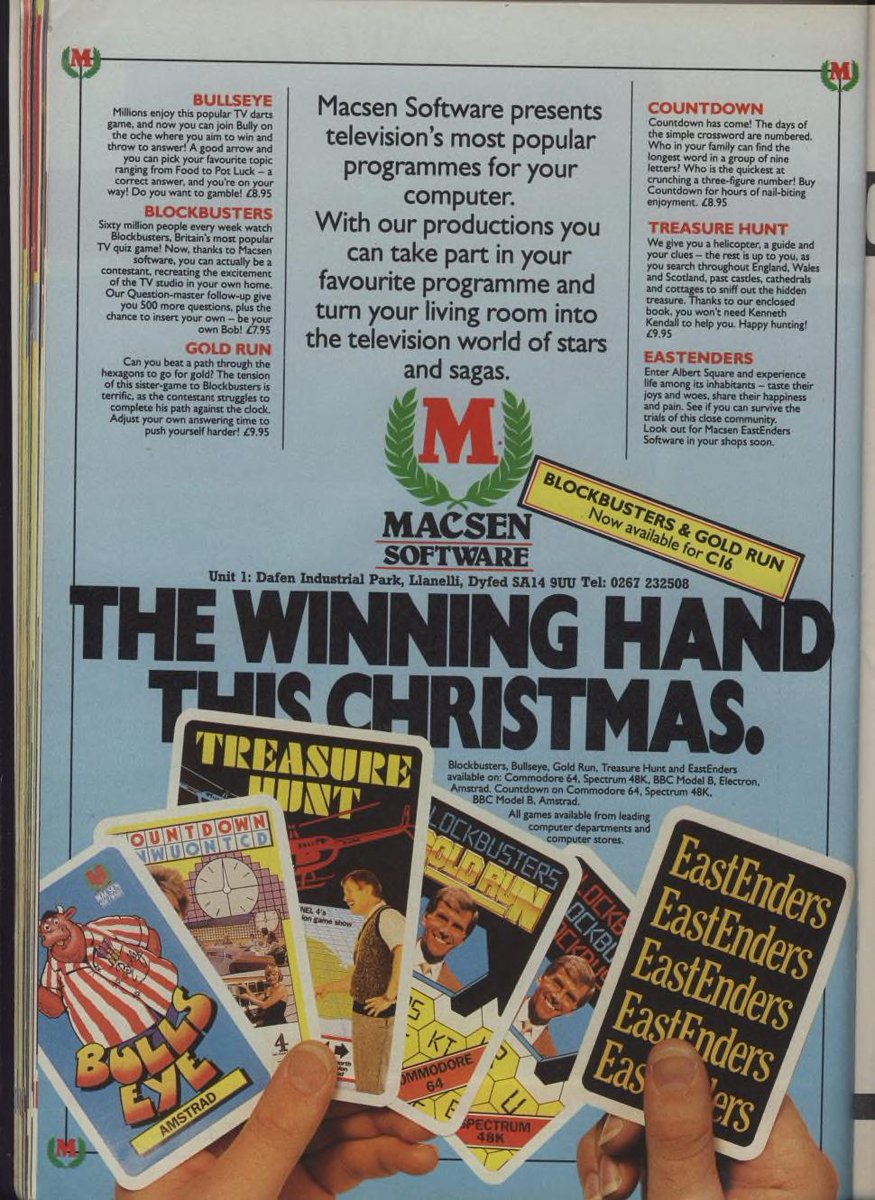 M
M
BULLSEYE
Millions enjoy this popular TV darts
game, and now you can join Bully on
the oche where you aim to win and
throw to answer! A good arrow and
you can pick your favourite topic
ranging from Food to Pot Luck – a
correct answer, and you're on your
way! Do you want to gamble! £8.95
BLOCKBUSTERS
Sixty million people every week watch
Blockbusters, Britain's most popular
TV quiz game! Now, thanks to Macsen
software, you can actually be a
contestant, recreating the excitement
of the TV studio in your own home.
Our Question-master follow-up give
you 500 more questions, plus the
chance to insert your own – be your
own Bob! £7.95
GOLD RUN
Can you beat a path through the
hexagons to go for gold? The tension
of this sister-game to Blockbusters is
terrific, as the contestant struggles to
complete his path against the clock.
Adjust your own answering time to
push yourself harder! £9.95
Macsen Software presents
television's most popular
programmes for your
computer.
With our productions you
can take part in your
favourite programme and
turn your living room into
the television world of stars
and sagas.
COUNTDOWN
Countdown has come! The days of
the simple crossword are numbered.
Who in your family can find the
longest word in a group of nine
letters? Who is the quickest at
crunching a three-figure number! Buy
Countdown for hours of nail-biting
enjoyment. £8.95
TREASURE HUNT
We give you a helicopter, a guide and
your clues – the rest is up to you, as
you search throughout England, Wales
and Scotland, past castles, cathedrals
and cottages to sniff out the hidden
treasure. Thanks to our enclosed
book, you won't need Kenneth
Kendall to help you. Happy hunting!
£9.95
EASTENDERS
Enter Albert Square and experience
life among its inhabitants – taste their
joys and woes, share their happiness
and pain. See if you can survive the
trials of this close community.
Look out for Macsen EastEnders
Software in your shops soon.
M
MACSEN
SOFTWARE
BLOCKBUSTERS & GOLD RUN
Now available for C16
Unit 1: Dafen Industrial Park, Llanelli, Dyfed SA14 9UU Tel: 0267 232508
THE WINNING HAND
THIS CHRISTMAS.
Blockbusters, Bullseye, Gold Run, Treasure Hunt and EastEnders
available on: Commodore 64, Spectrum 48K, BBC Model B, Electron,
Amstrad. Countdown on Commodore 64, Spectrum 48K,
BBC Model B, Amstrad.
All games available from leading
computer departments and
computer stores.
M
MACSEN
SOFTWARE
BULLS
EYE
AMSTRAD
OUNTDOWN
NWUONTCD
4
TREASURE
HUNT
NEL 4's
on game show
BLOCKBUSTERS
GOLD RUN
KT
OMMODORE
64
LOCKB
LOCKBU
OCKBUS
U
SPECTRUM
48K
EastEnders
EastEnders
EastEnders
EastEnders
Eas ers
M